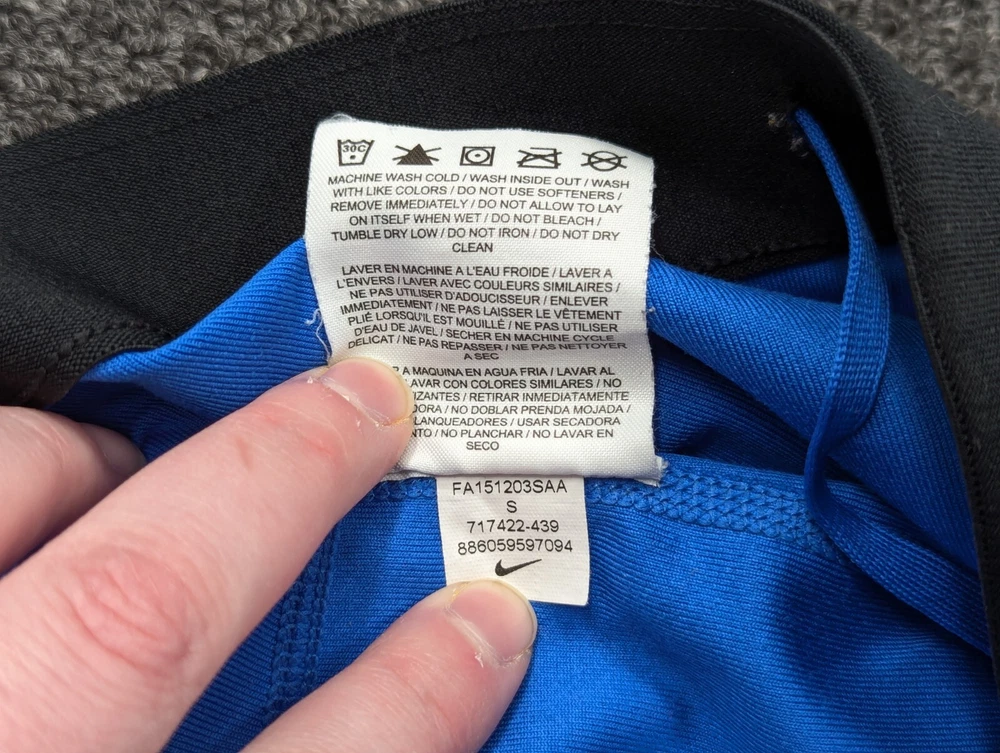 30C
MACHINE WASH COLD / WASH INSIDE OUT / WASH
WITH LIKE COLORS / DO NOT USE SOFTENERS /
REMOVE IMMEDIATELY / DO NOT ALLOW TO LAY
ON ITSELF WHEN WET / DO NOT BLEACH /
TUMBLE DRY LOW / DO NOT IRON / DO NOT DRY
CLEAN
LAVER EN MACHINE A L'EAU FROIDE / LAVER A
L'ENVERS / LAVER AVEC COULEURS SIMILAIRES /
NE PAS UTILISER D'ADOUCISSEUR / ENLEVER
IMMEDIATEMENT / NE PAS LAISSER LE VÊTEMENT
PLIÉ LORSQU'IL EST MOUILLÉ / NE PAS UTILISER
D'EAU DE JAVEL / SECHER EN MACHINE CYCLE
DELICAT / NE PAS REPASSER / NE PAS NETTOYER
A SEC
A MAQUINA EN AGUA FRIA / LAVAR AL
AVAR CON COLORES SIMILARES / NO
IZANTES / RETIRAR INMEDIATAMENTE
DORA / NO DOBLAR PRENDA MOJADA /
LANQUEADORES / USAR SECADORA
NTO / NO PLANCHAR / NO LAVAR EN
SECO
FA151203SAA
S
717422-439
886059597094